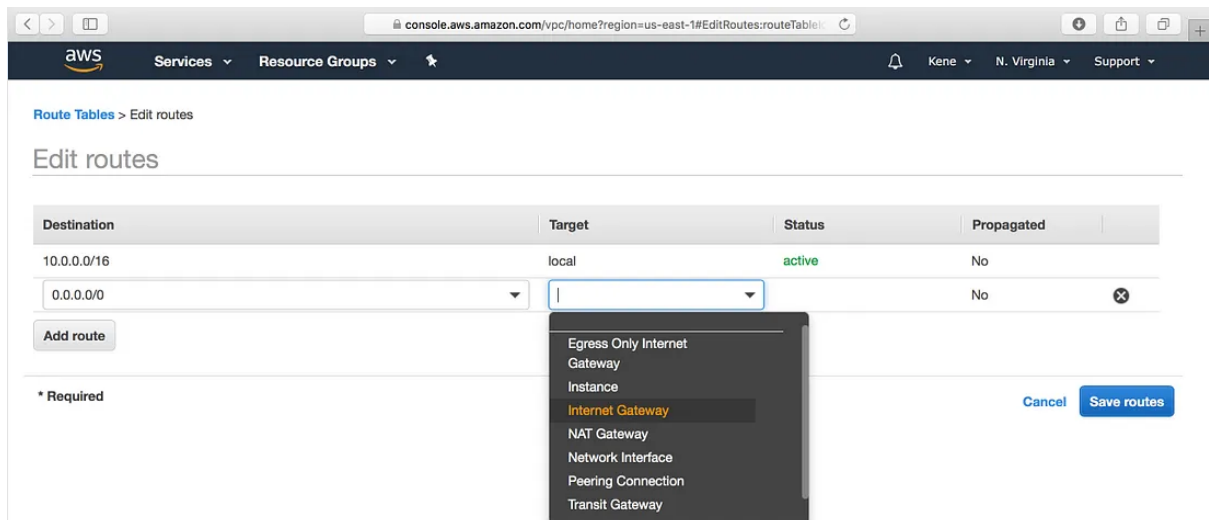 console.aws.amazon.com/vpc/home?region=us-east-1#EditRoutes:routeTableI
aws Services Resource Groups Kene N. Virginia Support
Route Tables > Edit routes
Edit routes
Destination Target Status Propagated
10.0.0.0/16 local active No
0.0.0.0/0 No
Add route
Egress Only Internet
Gateway
Instance
Internet Gateway
NAT Gateway
Network Interface
Peering Connection
Transit Gateway
* Required
Cancel Save routes